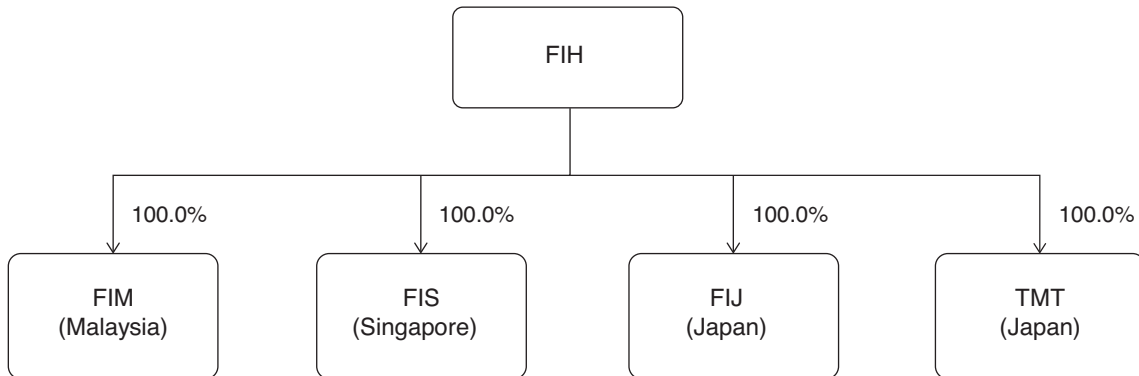 FIH
100.0%
100.0%
100.0%
100.0%
FIM
(Malaysia)
FIS
(Singapore)
FIJ
(Japan)
TMT
(Japan)